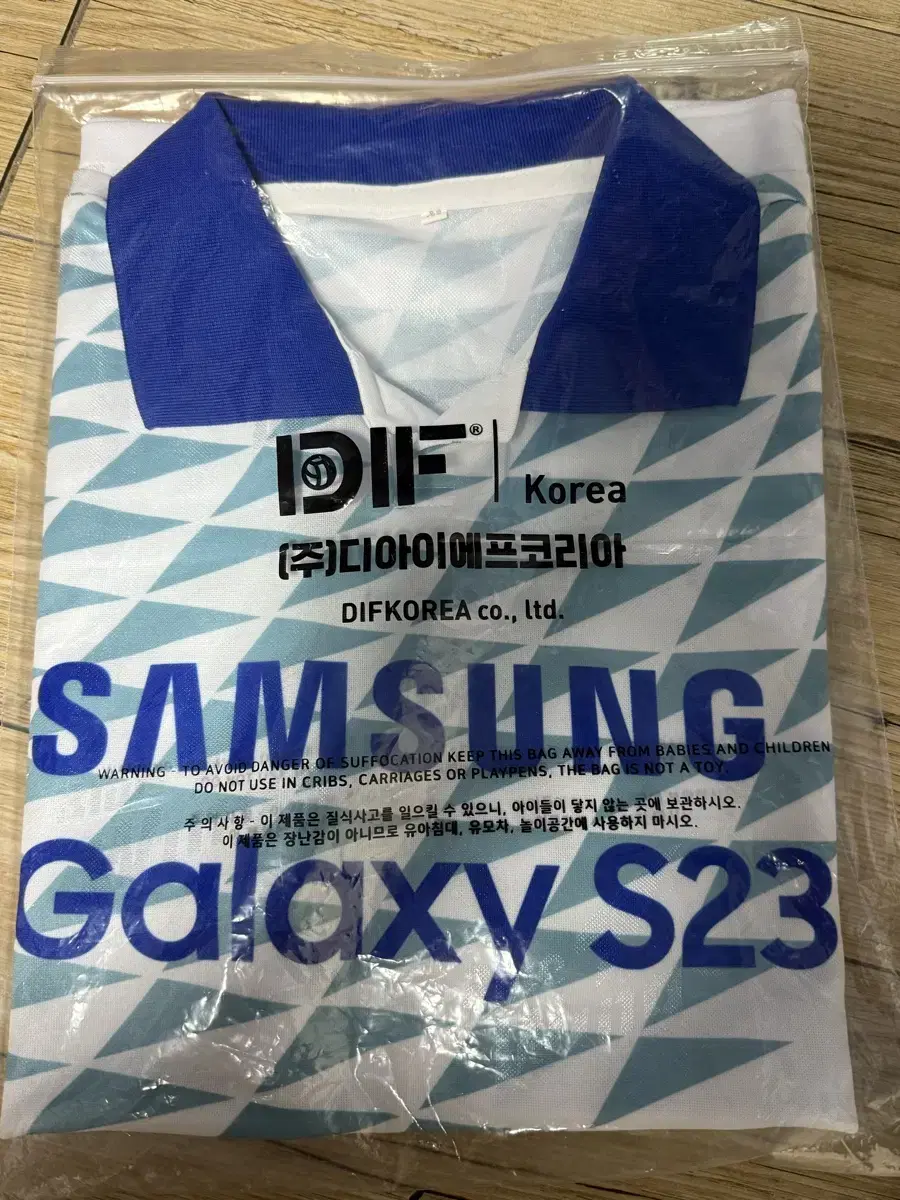 DIF® | Korea
(주)디아이에프코리아
DIFKOREA co., ltd.
SAMSUNG
WARNING - TO AVOID DANGER OF SUFFOCATION KEEP THIS BAG AWAY FROM BABIES AND CHILDREN
DO NOT USE IN CRIBS, CARRIAGES OR PLAYPENS, THE BAG IS NOT A TOY.
주의사항 - 이 제품은 질식사고를 일으킬 수 있으니, 아이들이 닿지 않는 곳에 보관하시오.
이 제품은 장난감이 아니므로 유아침대, 유모차, 놀이공간에 사용하지 마시오.
Galaxy S23